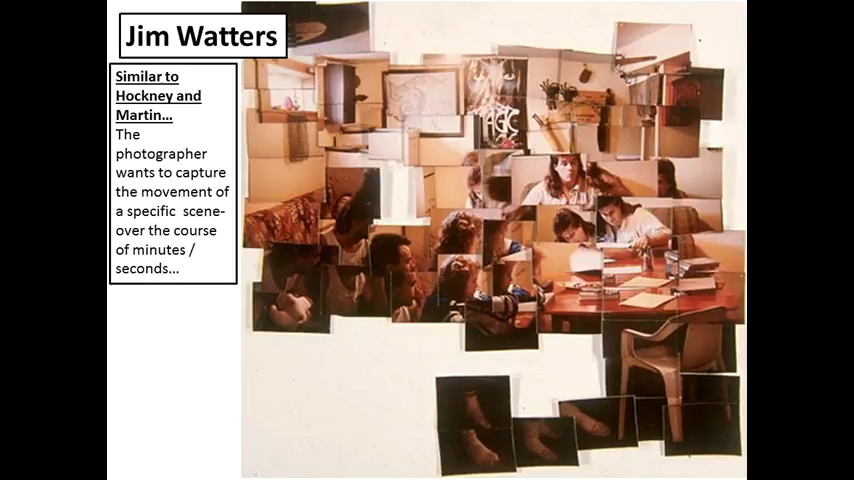 Jim Watters
Similar to
Hockney and
Martin...
The
photographer
wants to capture
the movement of
a specific scene-
over the course
of minutes /
seconds...